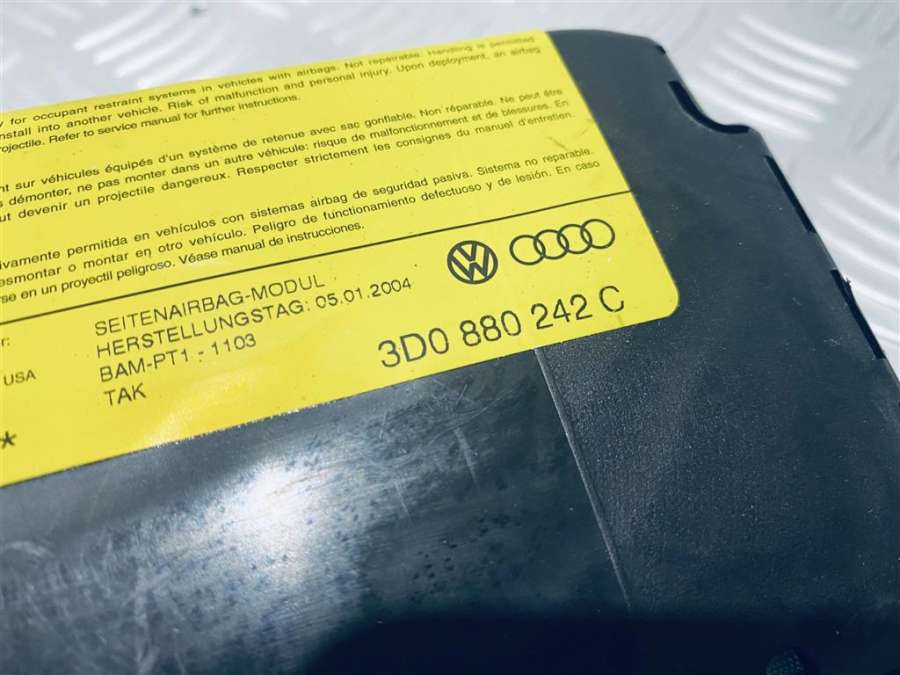 for occupant restraint systems in vehicles with airbags. Not repairable. Handling is permitted
install into another vehicle. Risk of malfunction and personal injury. Upon deployment, an airbag
projectile. Refer to service manual for further instructions.
nt sur véhicules équipés d'un système de retenue avec sac gonflable. Non réparable. Ne peut être
s démonter, ne pas monter dans un autre véhicule: risque de malfonctionnement et de blessures. En
ut devenir un projectile dangereux. Respecter strictement les consignes du manuel d'entretien.
sivamente permitida en vehículos con sistemas airbag de seguridad pasiva. Sistema no reparable.
esmontar o montar en otro vehículo. Peligro de funcionamiento defectuoso y de lesión. En caso
rse en un proyectil peligroso. Véase manual de instrucciones.
r:
SEITENAIRBAG-MODUL
HERSTELLUNGSTAG: 05.01.2004
USA
BAM-PT1 - 1103
TAK
*
3D0 880 242 C